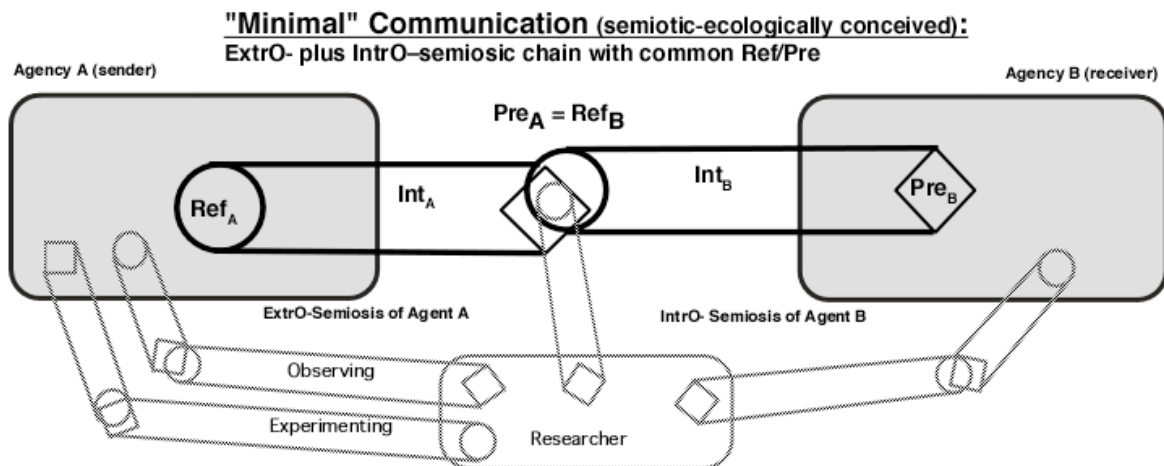 "Minimal" Communication (semiotic-ecologically conceived):
ExtrO- plus IntrO–semiosic chain with common Ref/Pre
Agency A (sender)
Agency B (receiver)
PreA = RefB
RefA
IntA
IntB
PreB
ExtrO-Semiosis of Agent A
IntrO- Semiosis of Agent B
Observing
Experimenting
Researcher